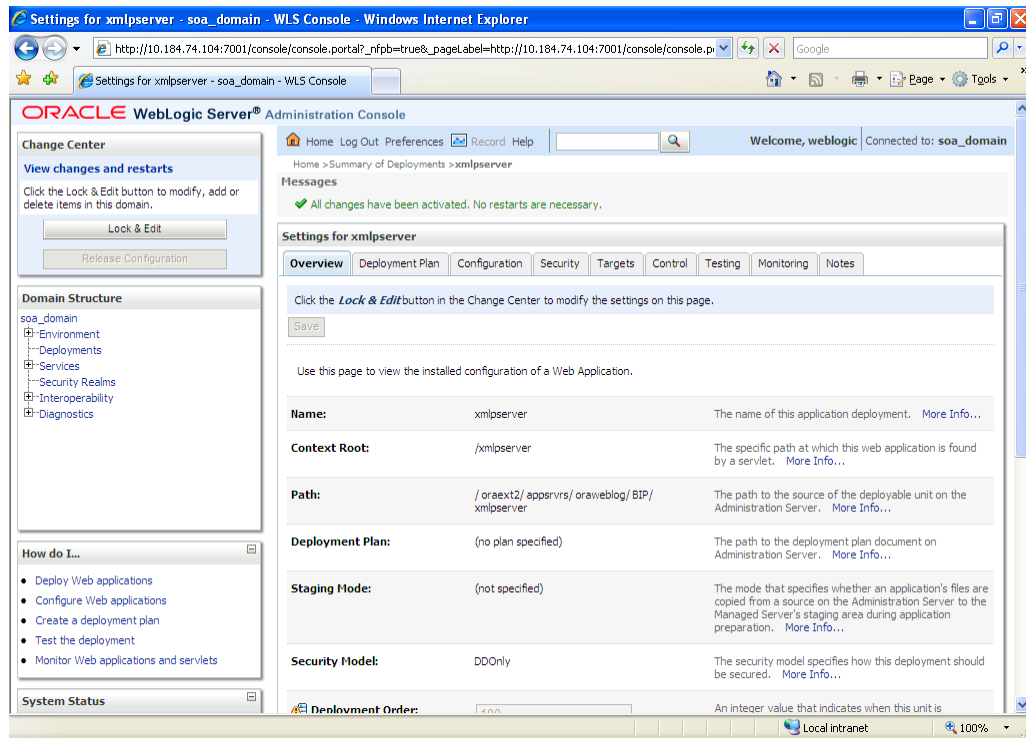 Settings for xmlpserver - soa_domain - WLS Console - Windows Internet Explorer
http://10.184.74.104:7001/console/console.portal?_nfpb=true&_pageLabel=http://10.184.74.104:7001/console/console.p
Google
Settings for xmlpserver - soa_domain - WLS Console
Page
Tools
»
ORACLE WebLogic Server® Administration Console
Change Center
View changes and restarts
Click the Lock & Edit button to modify, add or
delete items in this domain.
Lock & Edit
Release Configuration
Domain Structure
soa_domain
Environment
Deployments
Services
Security Realms
Interoperability
Diagnostics
How do I...
Deploy Web applications
Configure Web applications
Create a deployment plan
Test the deployment
Monitor Web applications and servlets
System Status
Home Log Out Preferences Record Help
Welcome, weblogic Connected to: soa_domain
Home >Summary of Deployments >xmlpserver
Messages
All changes have been activated. No restarts are necessary.
Settings for xmlpserver
Overview Deployment Plan Configuration Security Targets Control Testing Monitoring Notes
Click the Lock & Edit button in the Change Center to modify the settings on this page.
Save
Use this page to view the installed configuration of a Web Application.
Name: xmlpserver The name of this application deployment. More Info...
Context Root: /xmlpserver The specific path at which this web application is found
by a servlet. More Info...
Path: / oraext2/ appsrvrs/ oraweblog/ BIP/ The path to the source of the deployable unit on the
xmlpserver Administration Server. More Info...
Deployment Plan: (no plan specified) The path to the deployment plan document on
Administration Server. More Info...
Staging Mode: (not specified) The mode that specifies whether an application's files are
copied from a source on the Administration Server to the
Managed Server's staging area during application
preparation. More Info...
Security Model: DDOnly The security model specifies how this deployment should
be secured. More Info...
Deployment Order: 100 An integer value that indicates when this unit is
Local intranet 100%